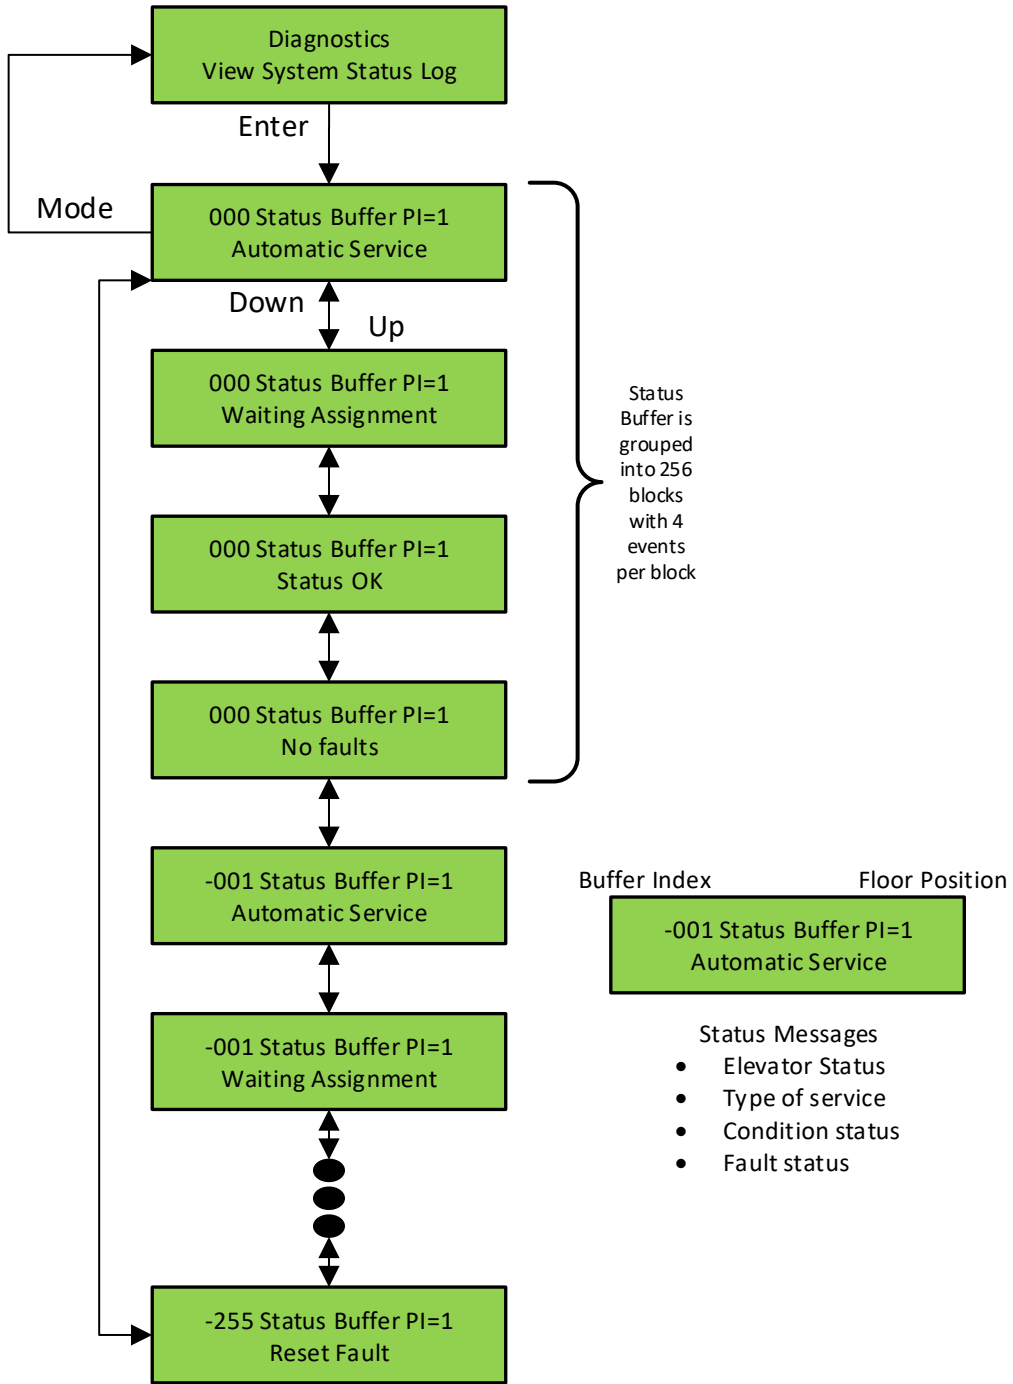 Diagnostics
View System Status Log
Enter
Mode
000 Status Buffer PI=1
Automatic Service
Down
Up
000 Status Buffer PI=1
Waiting Assignment
000 Status Buffer PI=1
Status OK
000 Status Buffer PI=1
No faults
Status
Buffer is
grouped
into 256
blocks
with 4
events
per block
-001 Status Buffer PI=1
Automatic Service
-001 Status Buffer PI=1
Waiting Assignment
-255 Status Buffer PI=1
Reset Fault
Buffer Index
Floor Position
-001 Status Buffer PI=1
Automatic Service
Status Messages
• Elevator Status
• Type of service
• Condition status
• Fault status